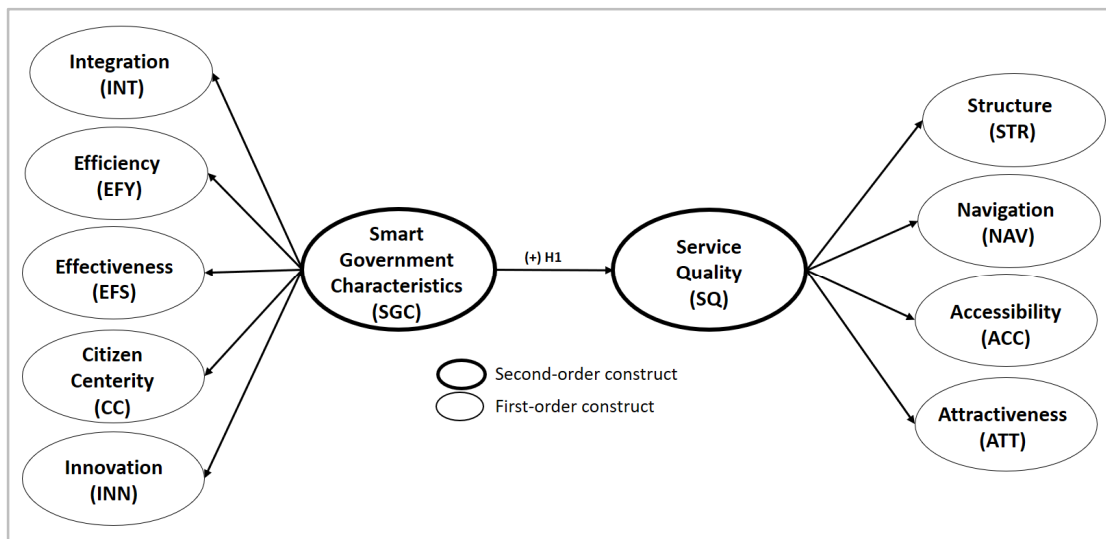 Integration
(INT)
Efficiency
(EFY)
Effectiveness
(EFS)
Citizen
Centerity
(CC)
Innovation
(INN)
Smart
Government
Characteristics
(SGC)
(+) H1
Service
Quality
(SQ)
Structure
(STR)
Navigation
(NAV)
Accessibility
(ACC)
Attractiveness
(ATT)
Second-order construct
First-order construct